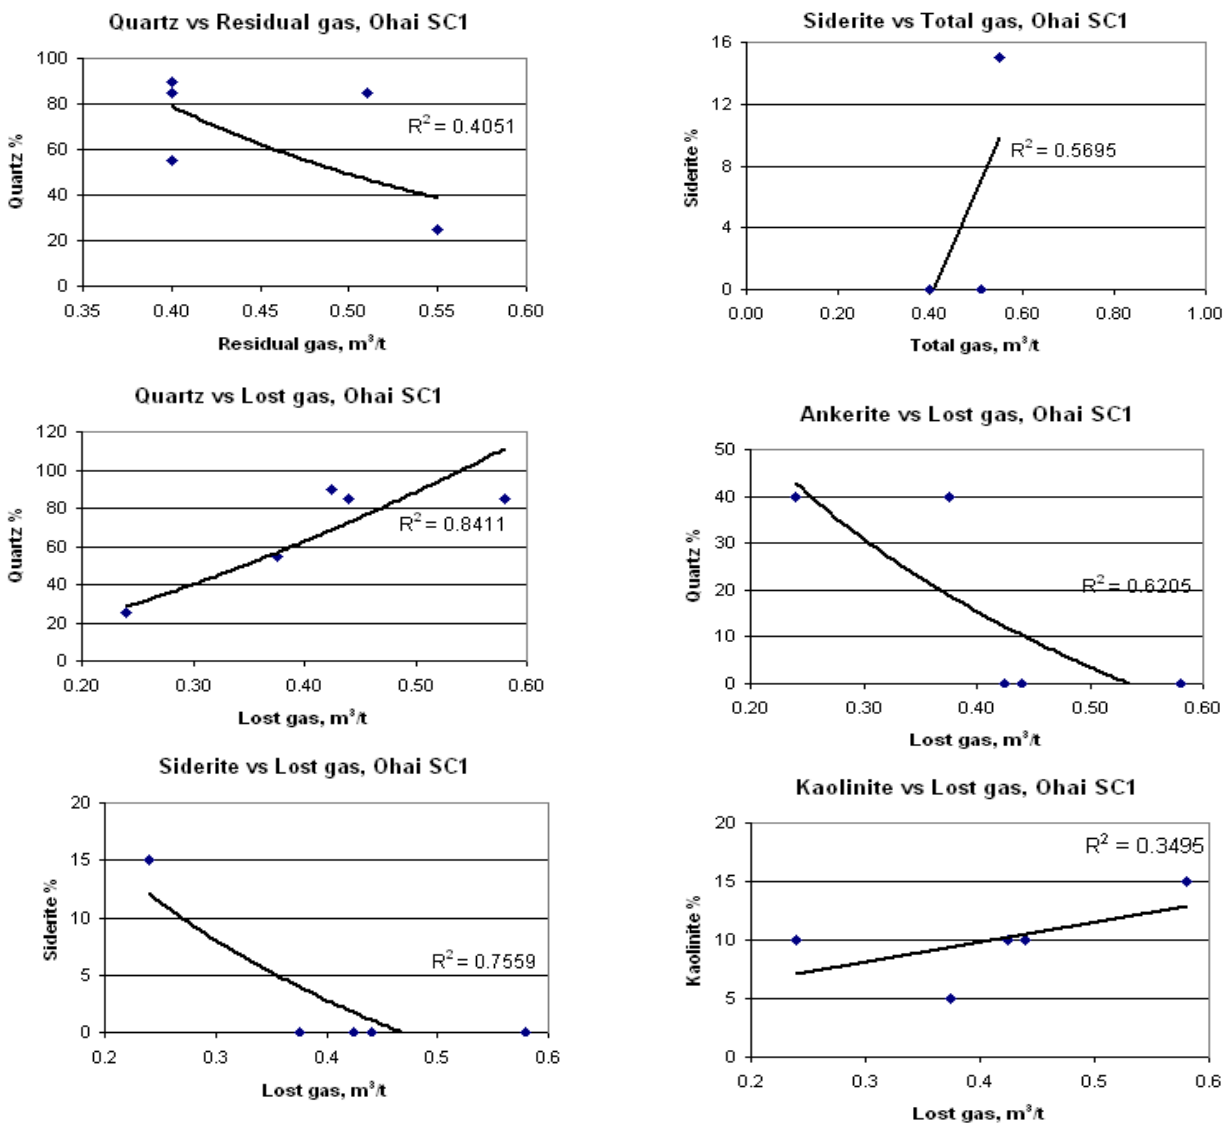 Quartz vs Residual gas, Ohai SC1
100
80
60
40
20
0
Quartz %
R² = 0.4051
0.35 0.40 0.45 0.50 0.55 0.60
Residual gas, m³/t
Siderite vs Total gas, Ohai SC1
16
12
8
4
0
Siderite %
R² = 0.5695
0.00 0.20 0.40 0.60 0.80 1.00
Total gas, m³/t
Quartz vs Lost gas, Ohai SC1
120
100
80
60
40
20
0
Quartz %
R² = 0.8411
0.20 0.30 0.40 0.50 0.60
Lost gas, m³/t
Ankerite vs Lost gas, Ohai SC1
50
40
30
20
10
0
Quartz %
R² = 0.6205
0.20 0.30 0.40 0.50 0.60
Lost gas, m³/t
Siderite vs Lost gas, Ohai SC1
20
15
10
5
0
Siderite %
R² = 0.7559
0.2 0.3 0.4 0.5 0.6
Lost gas, m³/t
Kaolinite vs Lost gas, Ohai SC1
20
15
10
5
0
Kaolinite %
R² = 0.3495
0.2 0.3 0.4 0.5 0.6
Lost gas, m³/t